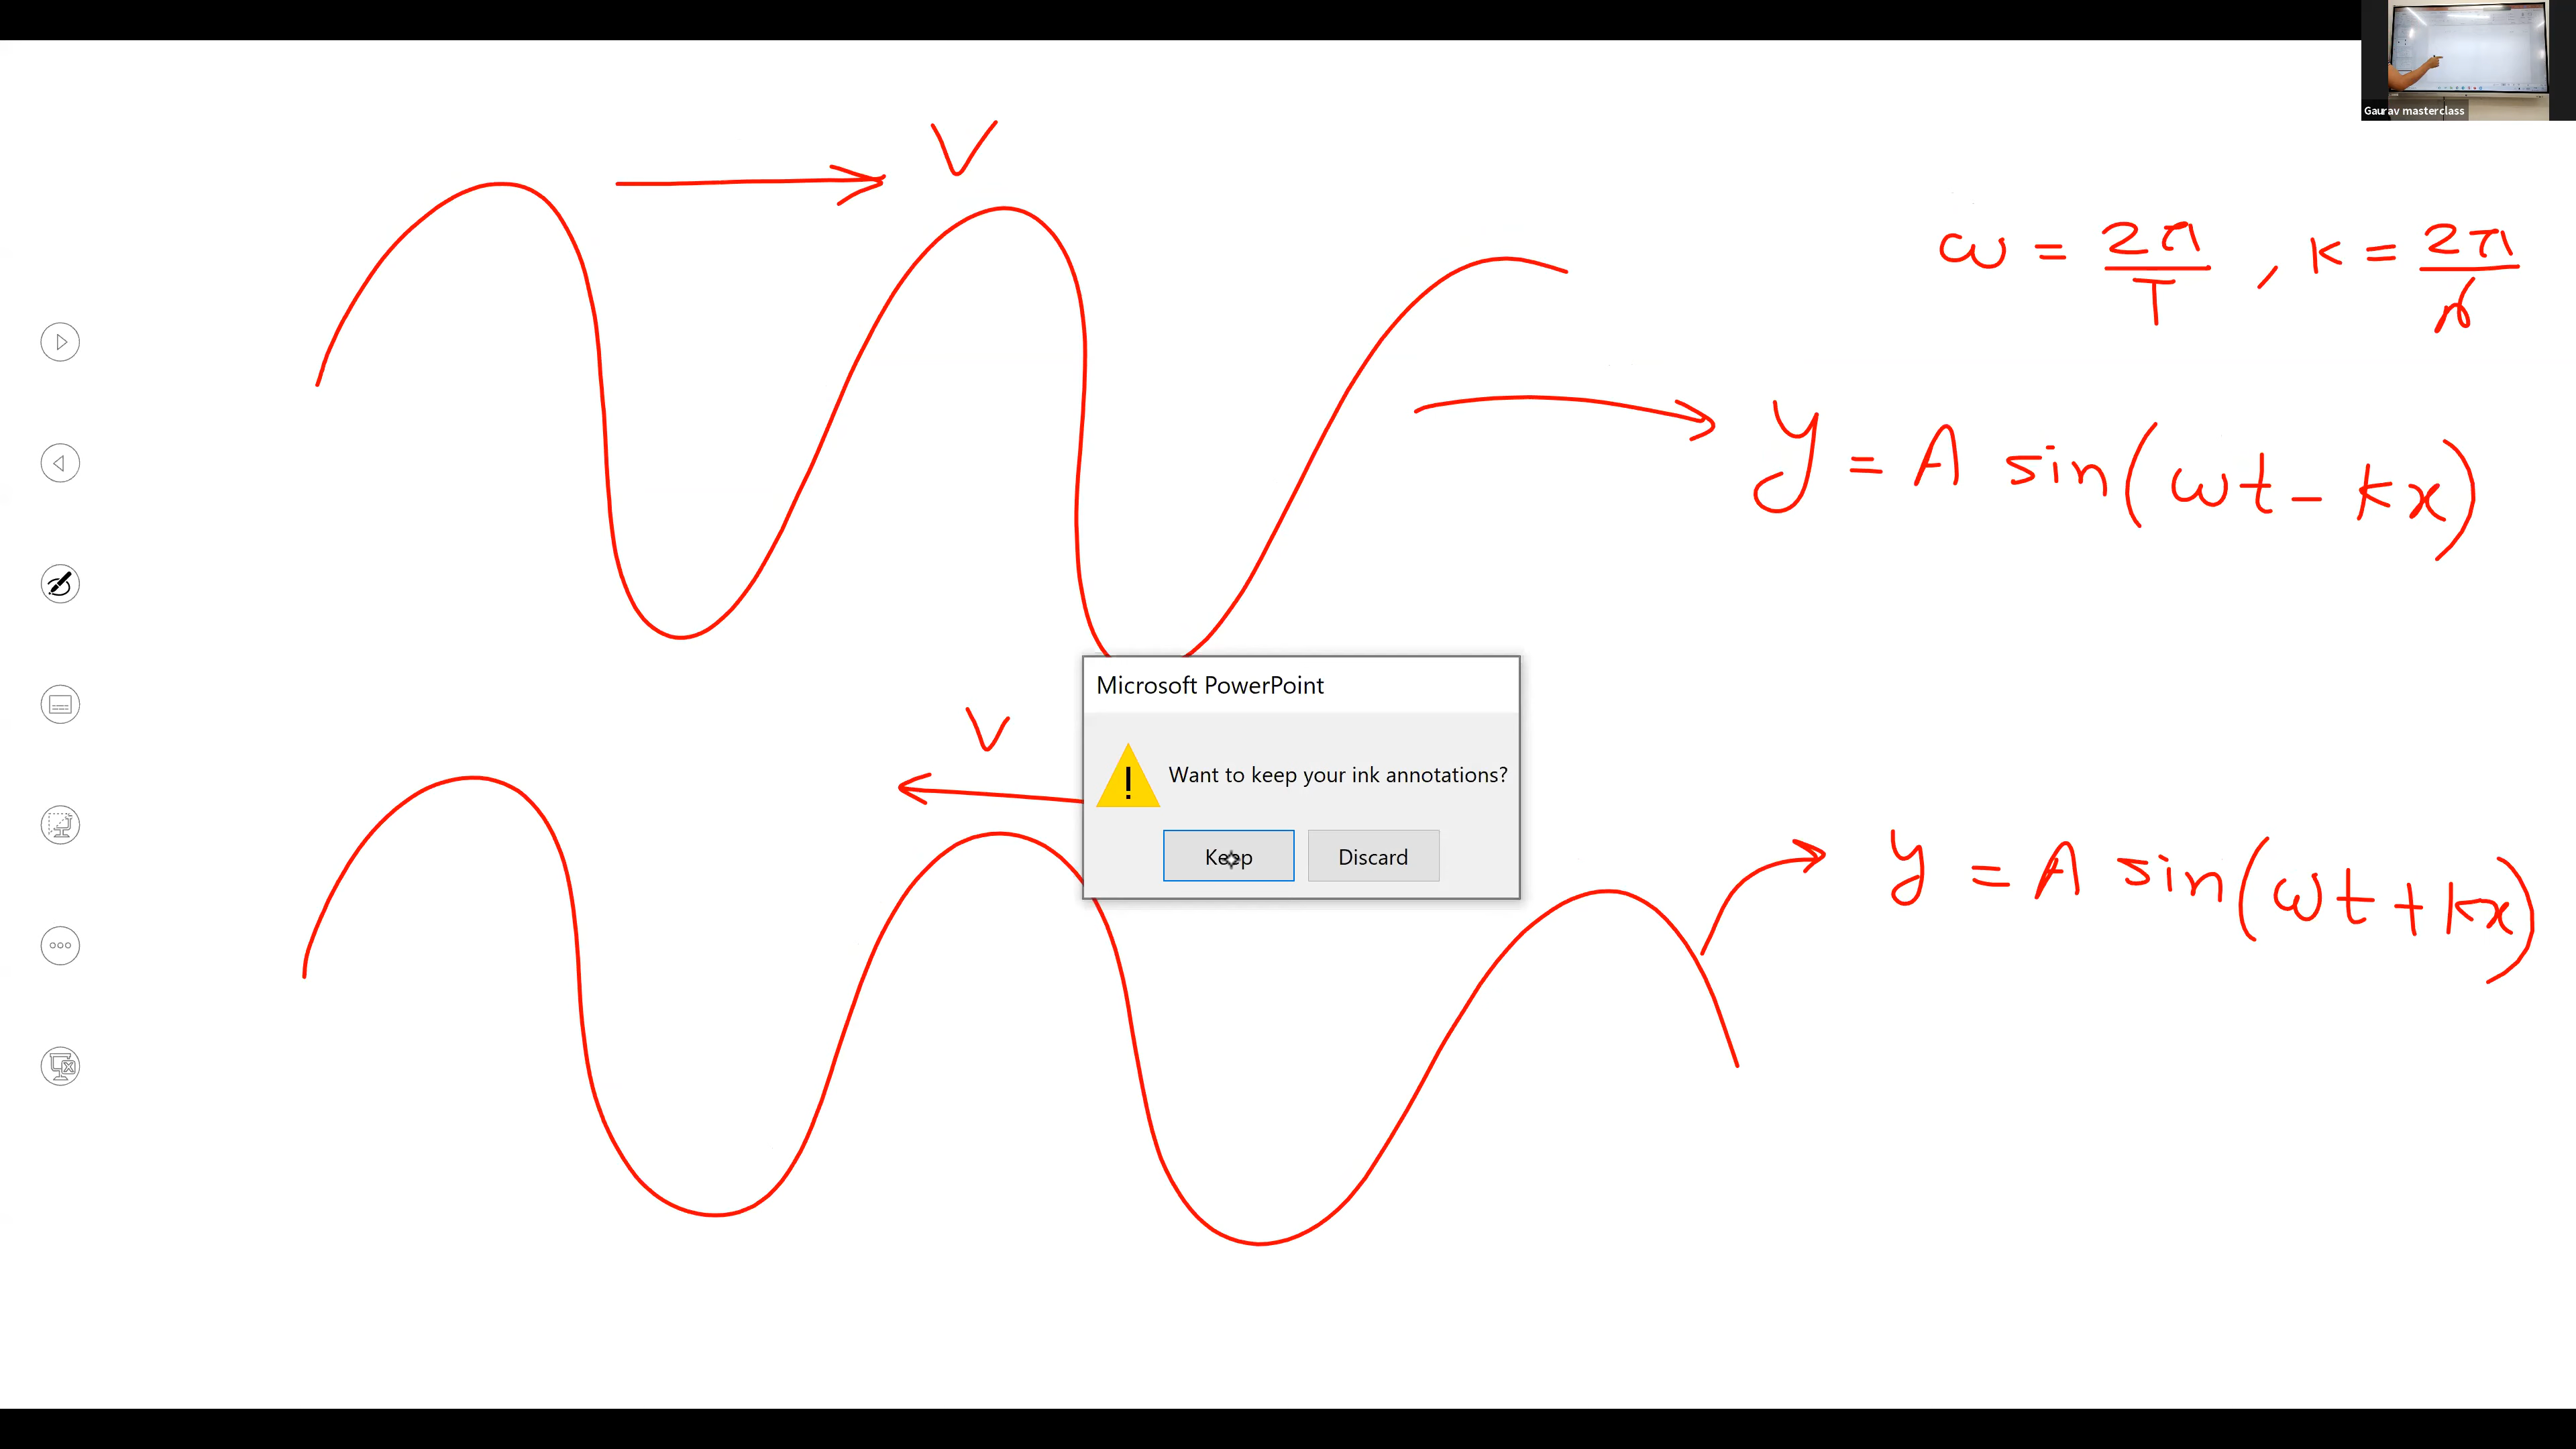 Gaurav masterclass
V
ω = 2π/T , K = 2π/λ
y = A sin(ωt - kx)
Microsoft PowerPoint
Want to keep your ink annotations?
Keep
Discard
V
y = A sin(ωt + kx)